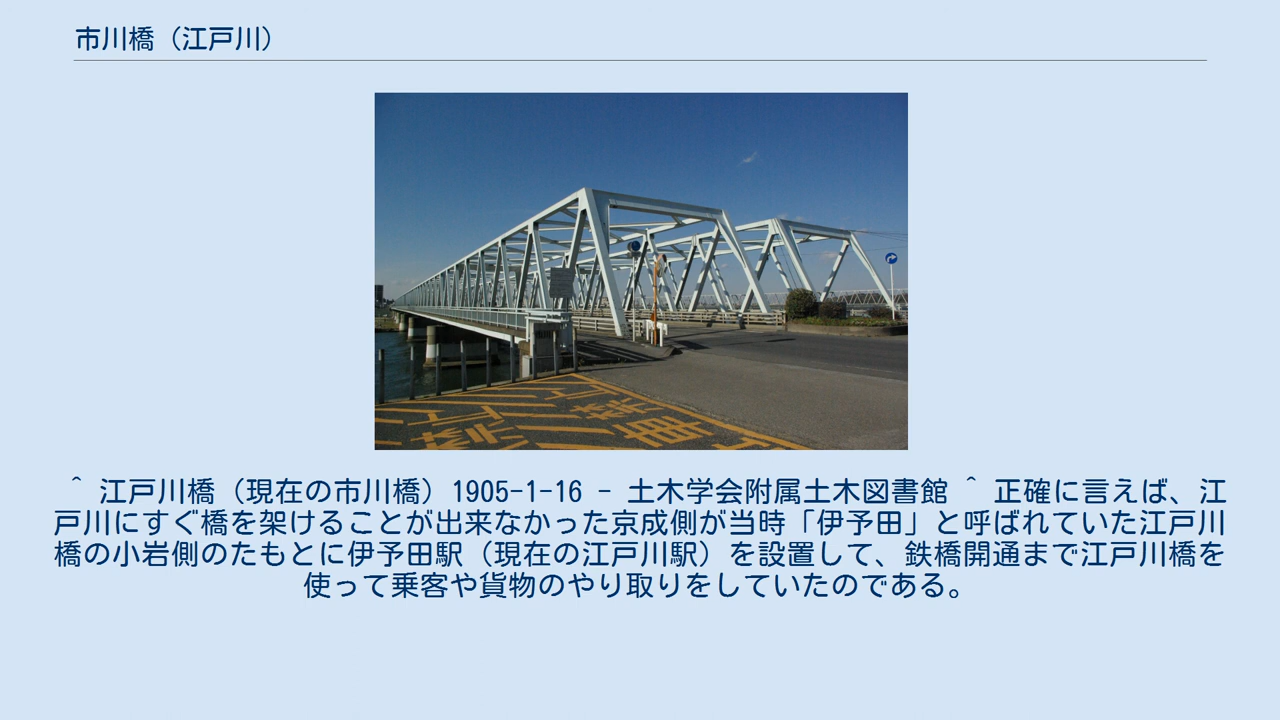 市川橋（江戸川）
^ 江戸川橋（現在の市川橋）1905-1-16 - 土木学会附属土木図書館 ^ 正確に言えば、江
戸川にすぐ橋を架けることが出来なかった京成側が当時「伊予田」と呼ばれていた江戸川
橋の小岩側のたもとに伊予田駅（現在の江戸川駅）を設置して、鉄橋開通まで江戸川橋を
使って乗客や貨物のやり取りをしていたのである。